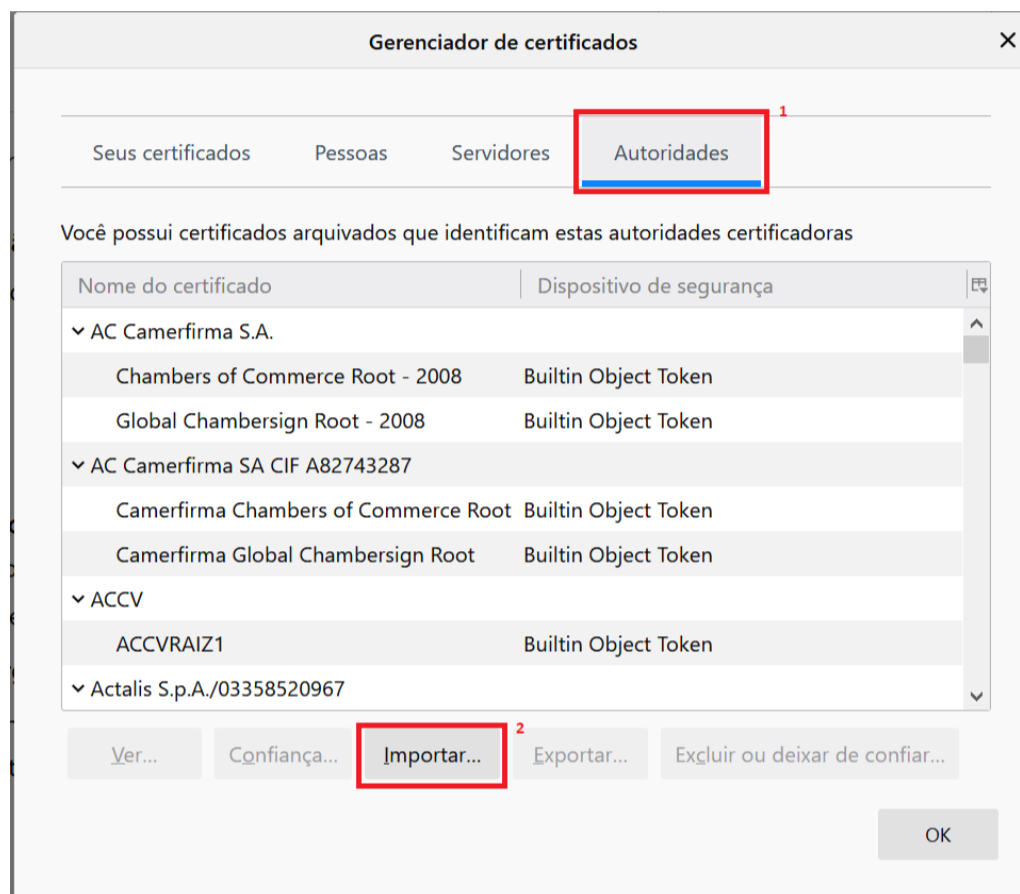 Gerenciador de certificados
1
Seus certificados Pessoas Servidores Autoridades
Você possui certificados arquivados que identificam estas autoridades certificadoras
Nome do certificado Dispositivo de segurança
AC Camerfirma S.A.
Chambers of Commerce Root - 2008 Builtin Object Token
Global Chambersign Root - 2008 Builtin Object Token
AC Camerfirma SA CIF A82743287
Camerfirma Chambers of Commerce Root Builtin Object Token
Camerfirma Global Chambersign Root Builtin Object Token
ACCV
ACCVRAIZ1 Builtin Object Token
Actalis S.p.A./03358520967
2
Ver... Confiança... Importar... Exportar... Excluir ou deixar de confiar...
OK